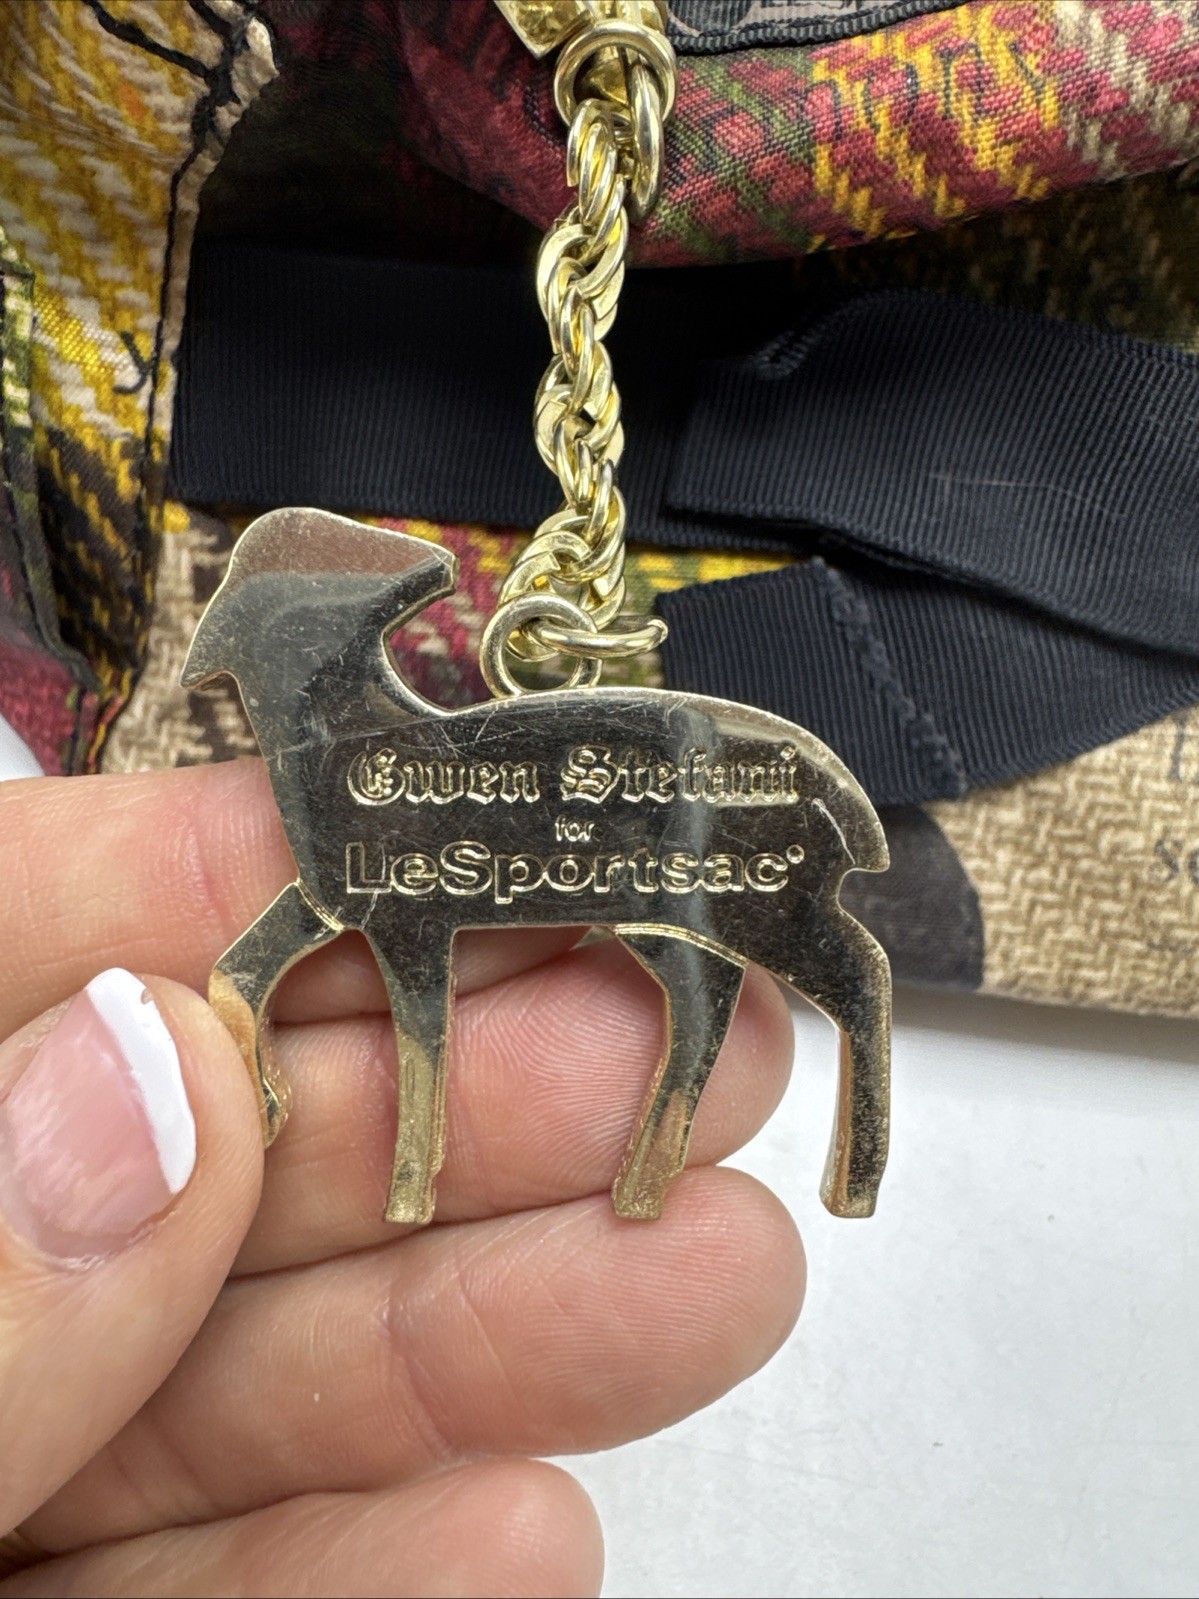 Gwen Stefani
for
LeSportsac